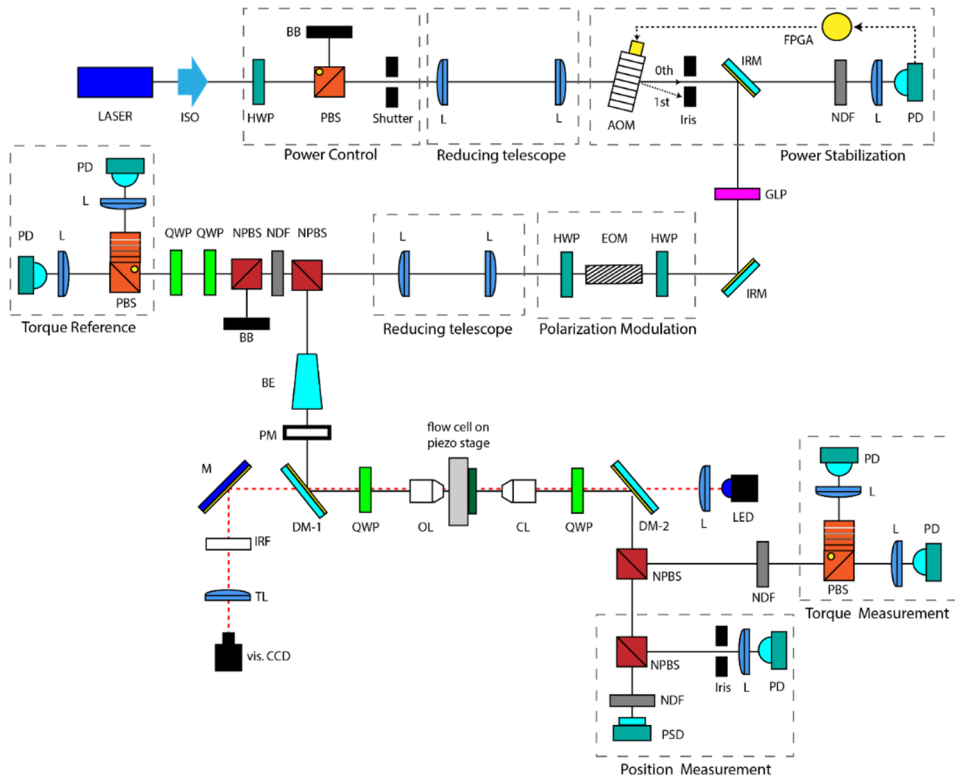 FPGA
BB
IRM
0th
1st
LASER
ISO
HWP
PBS
Shutter
L
L
AOM
Iris
NDF
L
PD
Power Control
Reducing telescope
Power Stabilization
PD
L
GLP
PD
L
QWP
QWP
NPBS
NDF
NPBS
L
L
HWP
EOM
HWP
PBS
IRM
Torque Reference
BB
Reducing telescope
Polarization Modulation
BE
PM
flow cell on
piezo stage
M
PD
L
DM-1
QWP
OL
CL
QWP
DM-2
L
LED
L
PD
IRF
NPBS
NDF
PBS
TL
Torque Measurement
vis. CCD
NPBS
Iris
L
PD
NDF
PSD
Position Measurement